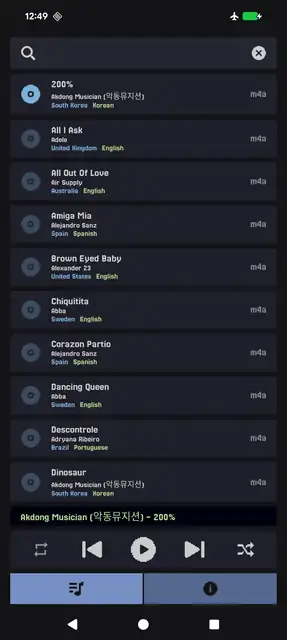 12:49
200%
Akdong Musician (악동뮤지션)
South Korea Korean
m4a
All I Ask
Adele
United Kingdom English
m4a
All Out Of Love
Air Supply
Australia English
m4a
Amiga Mia
Alejandro Sanz
Spain Spanish
m4a
Brown Eyed Baby
Alexander 23
United States English
m4a
Chiquitita
Abba
Sweden English
m4a
Corazon Partio
Alejandro Sanz
Spain Spanish
m4a
Dancing Queen
Abba
Sweden English
m4a
Descontrole
Adryana Ribeiro
Brazil Portuguese
m4a
Dinosaur
Akdong Musician (악동뮤지션)
South Korea Korean
m4a
Akdong Musician (악동뮤지션) - 200%